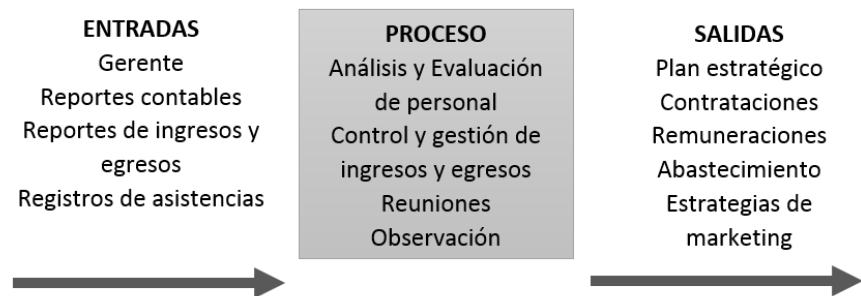 ENTRADAS
Gerente
Reportes contables
Reportes de ingresos y
egresos
Registros de asistencias
PROCESO
Análisis y Evaluación
de personal
Control y gestión de
ingresos y egresos
Reuniones
Observación
SALIDAS
Plan estratégico
Contrataciones
Remuneraciones
Abastecimiento
Estrategias de
marketing